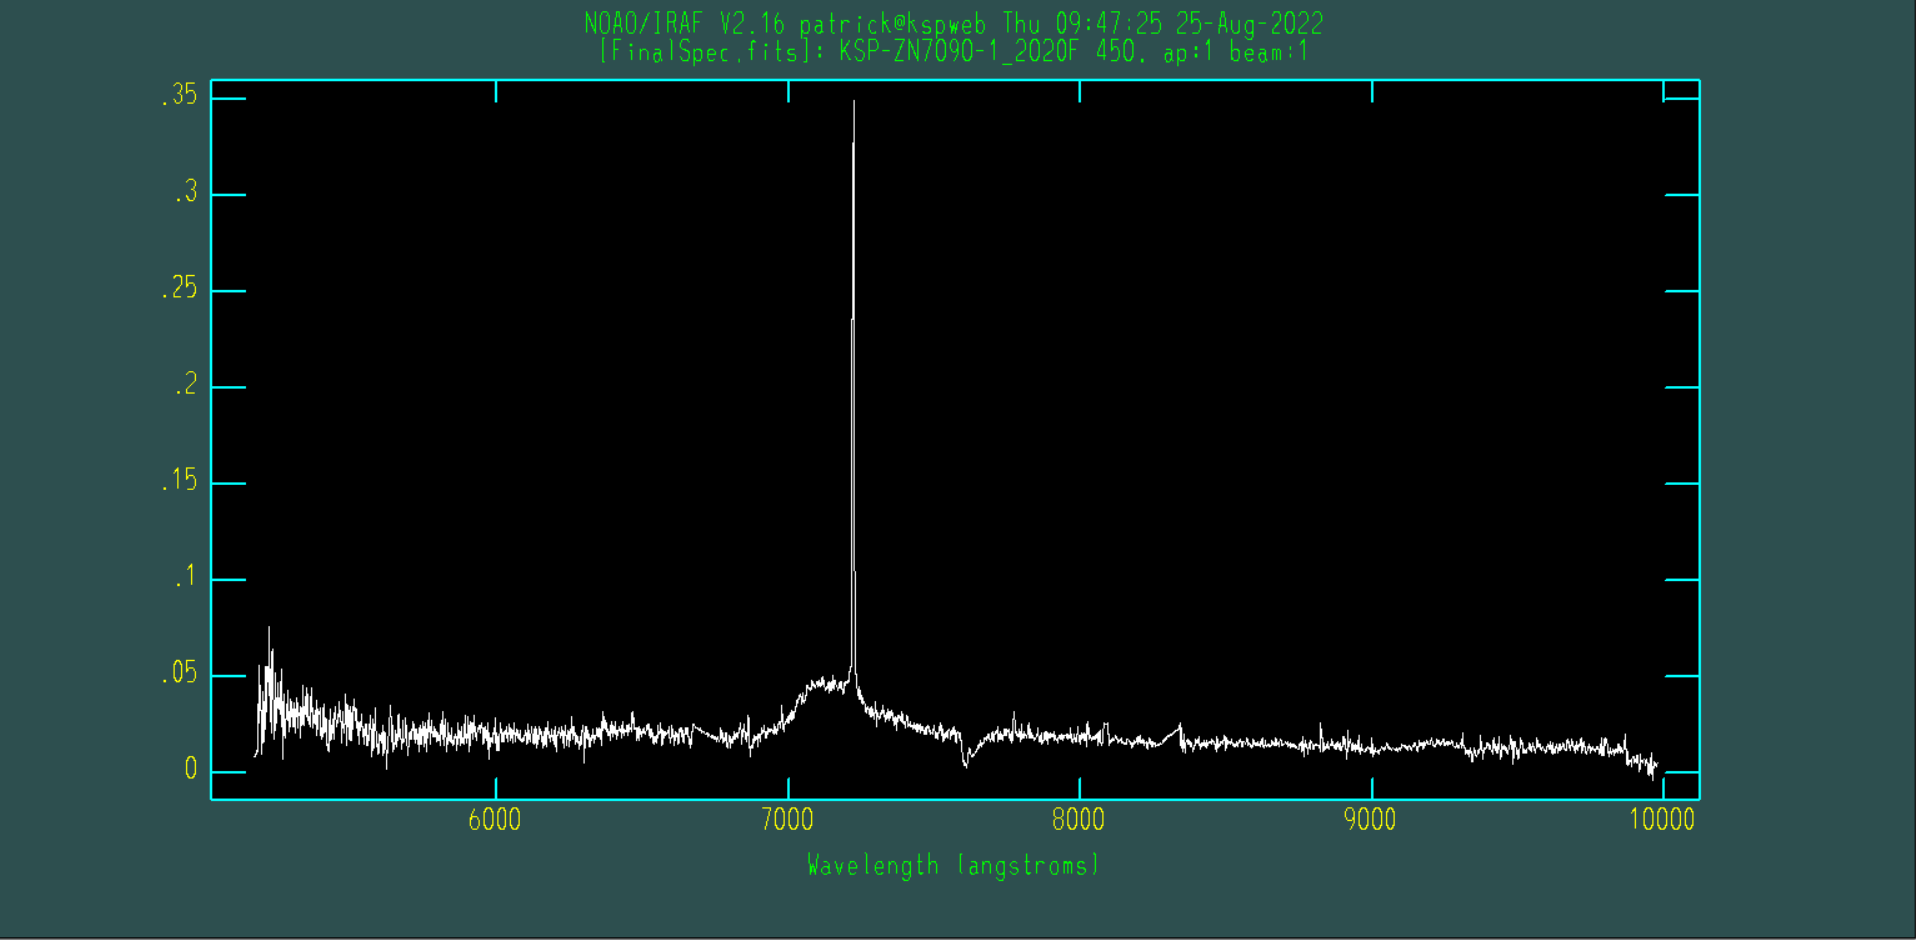 NOAO/IRAF V2.16 patrick@kspweb Thu 09:47:25 25-Aug-2022
[FinalSpec.fits]: KSP-ZN7090-1_2020F 450. ap:1 beam:1
.35
.3
.25
.2
.15
.1
.05
0
6000 7000 8000 9000 10000
Wavelength (angstroms)